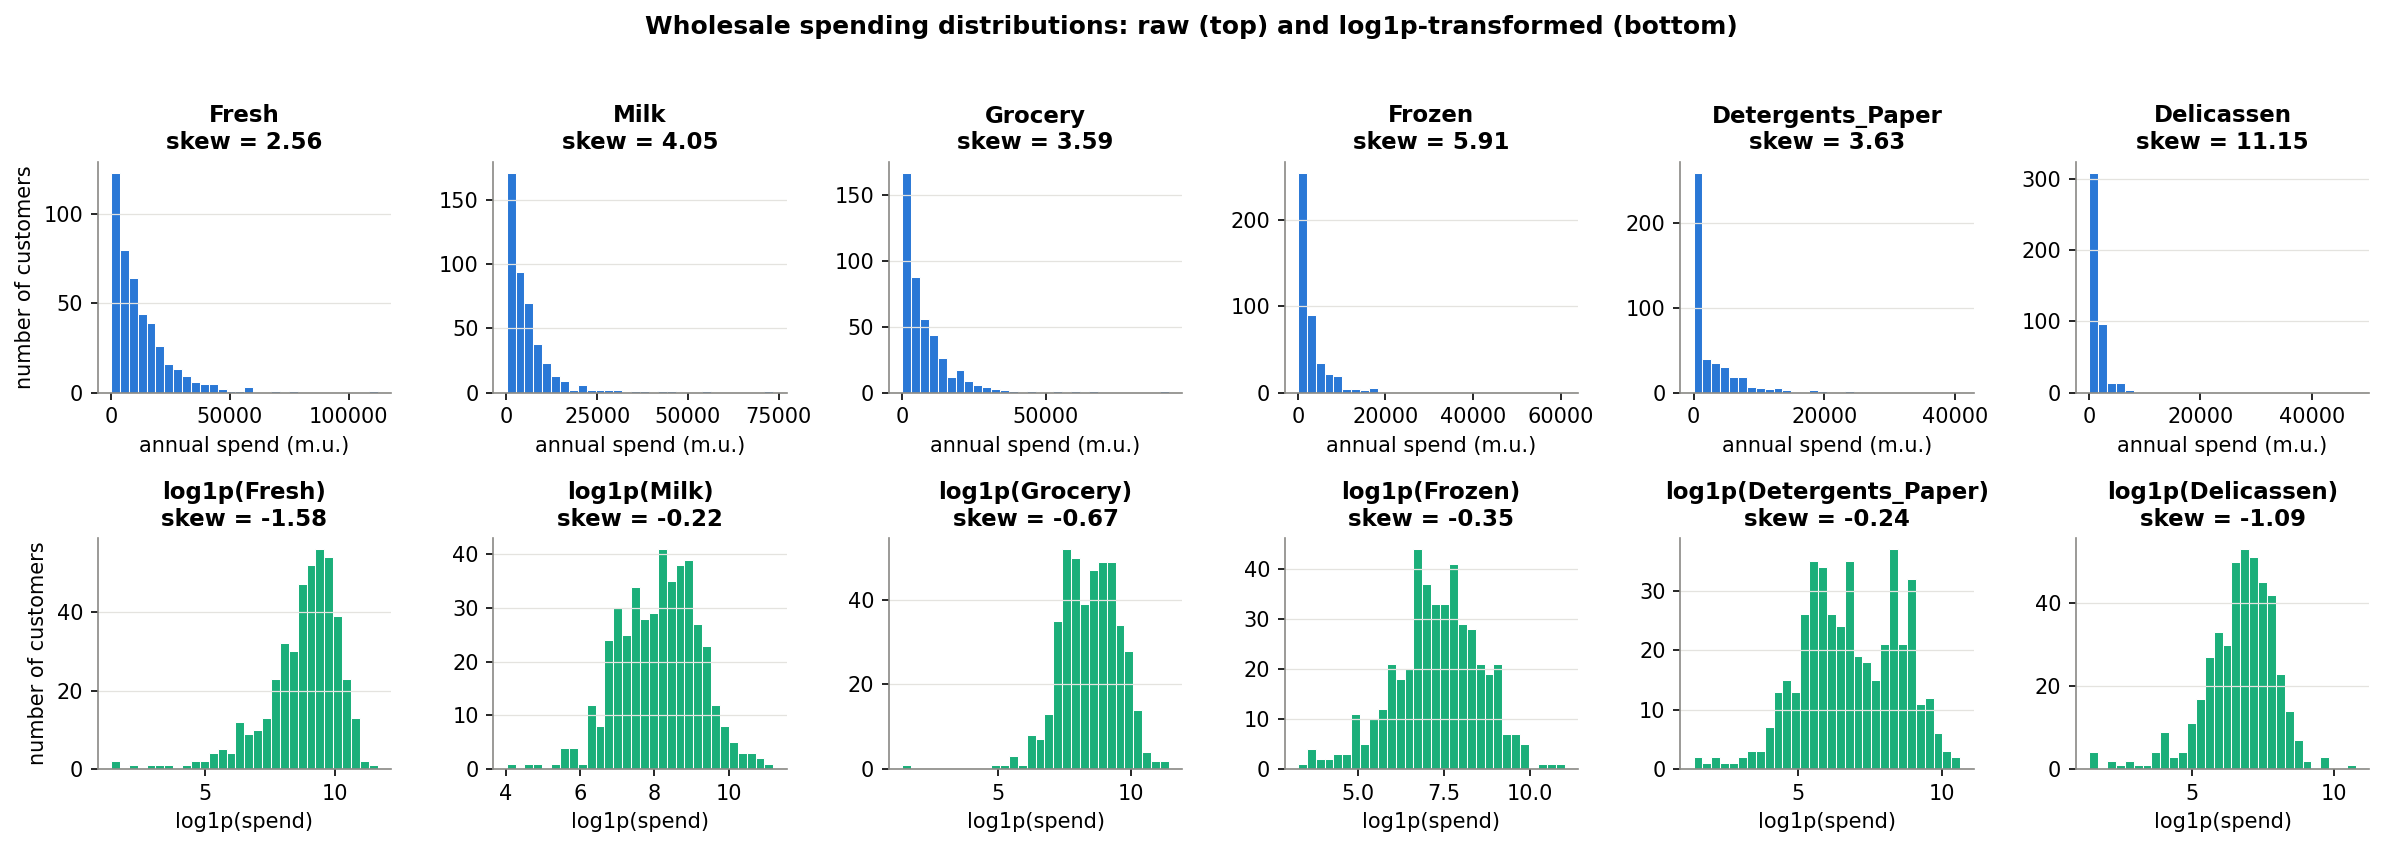 Wholesale spending distributions: raw (top) and log1p-transformed (bottom)
Fresh
skew = 2.56
number of customers
100
50
0
0 50000 100000
annual spend (m.u.)
Milk
skew = 4.05
150
100
50
0
0 25000 50000 75000
annual spend (m.u.)
Grocery
skew = 3.59
150
100
50
0
0 50000
annual spend (m.u.)
Frozen
skew = 5.91
200
100
0
0 20000 40000 60000
annual spend (m.u.)
Detergents_Paper
skew = 3.63
200
100
0
0 20000 40000
annual spend (m.u.)
Delicassen
skew = 11.15
300
200
100
0
0 20000 40000
annual spend (m.u.)
log1p(Fresh)
skew = -1.58
number of customers
40
20
0
5 10
log1p(spend)
log1p(Milk)
skew = -0.22
40
30
20
10
0
4 6 8 10
log1p(spend)
log1p(Grocery)
skew = -0.67
40
20
0
5 10
log1p(spend)
log1p(Frozen)
skew = -0.35
40
30
20
10
0
5.0 7.5 10.0
log1p(spend)
log1p(Detergents_Paper)
skew = -0.24
30
20
10
0
5 10
log1p(spend)
log1p(Delicassen)
skew = -1.09
40
20
0
5 10
log1p(spend)